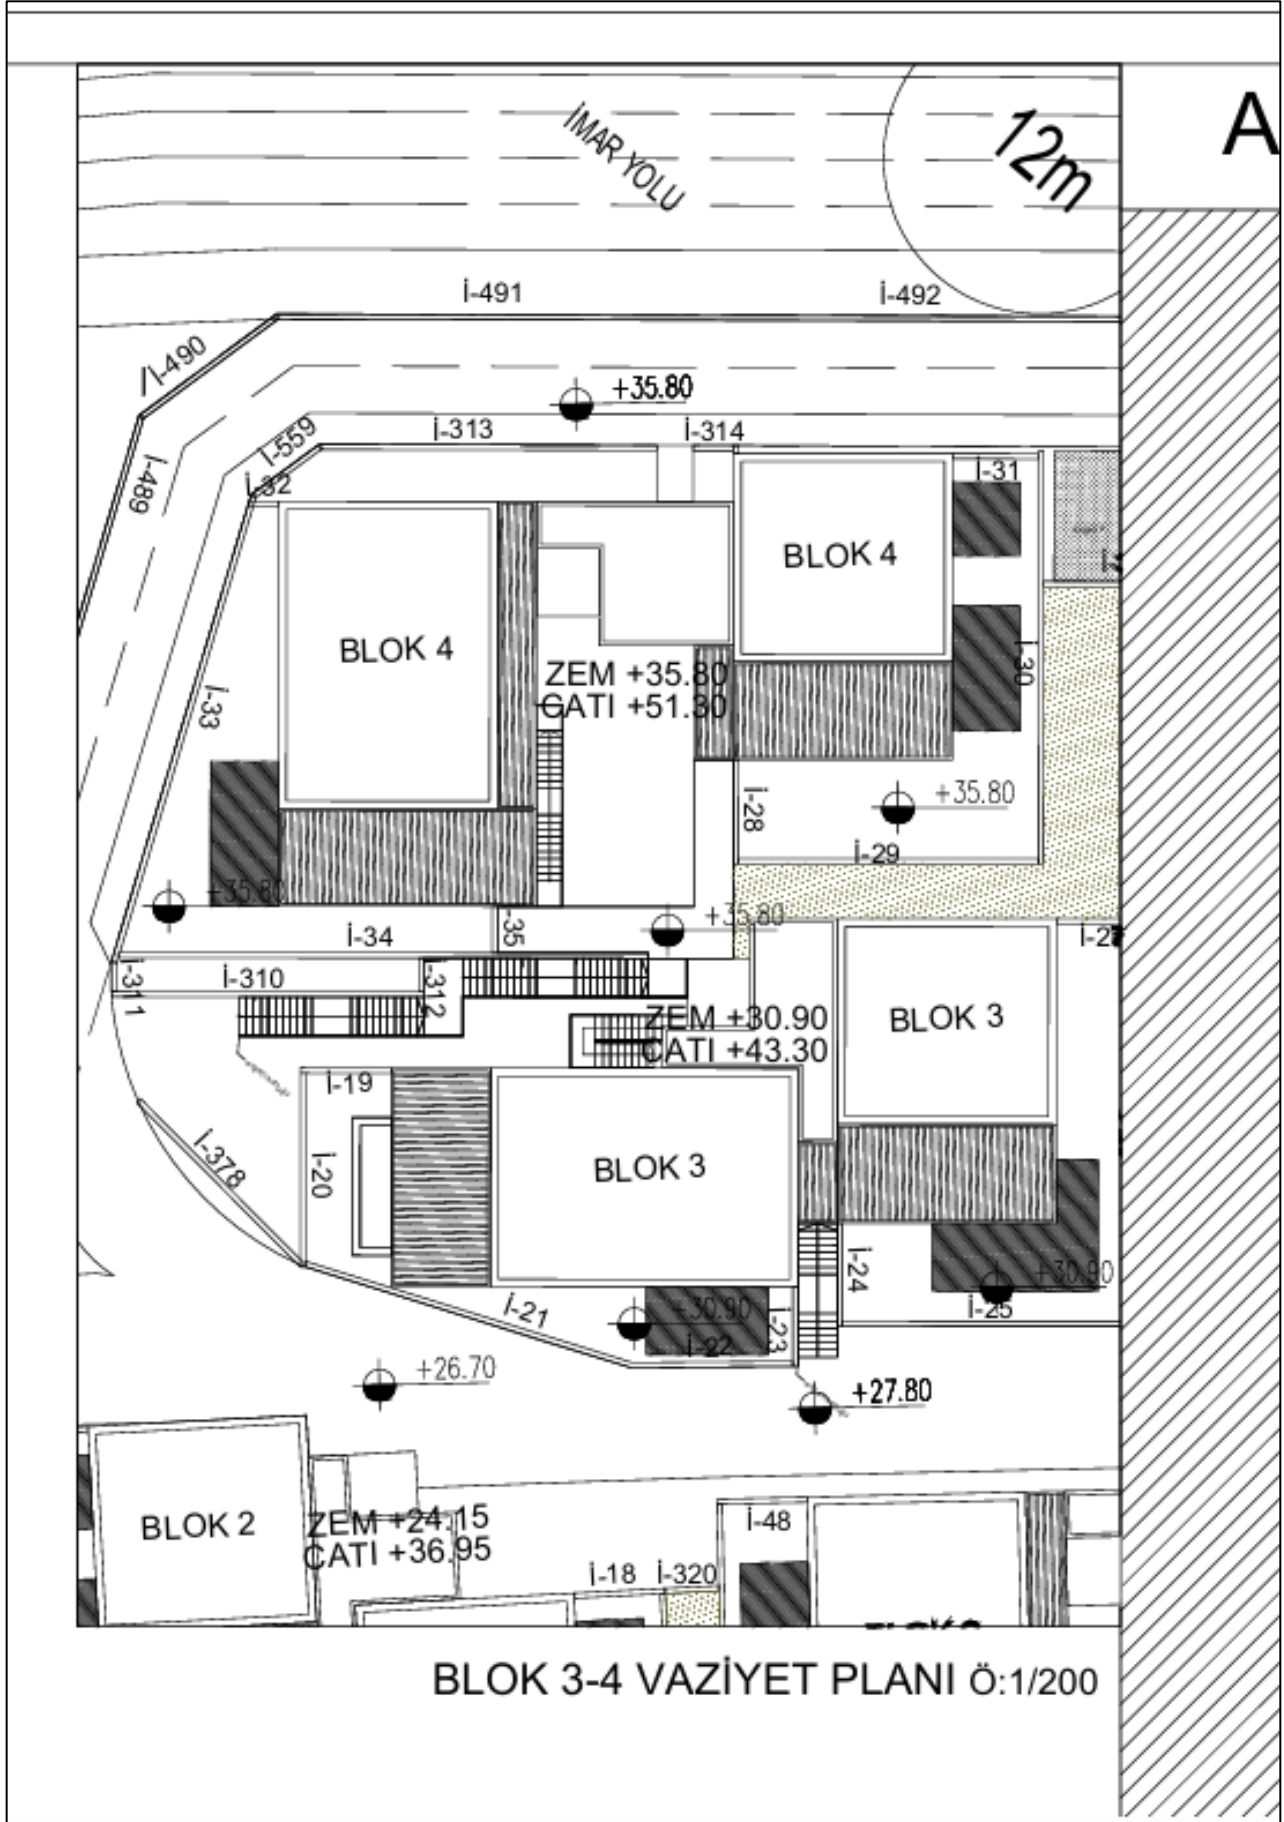 A
İMAR YOLU
12m
İ-491
İ-492
İ-490
+35.80
İ-559
İ-313
İ-314
İ-489
İ-32
İ-31
BLOK 4
BLOK 4
İ-30
ZEM +35.80
ÇATI +51.30
İ-33
İ-28
+35.80
İ-29
+35.80
+35.80
İ-34
-35
İ-2
İ-311
İ-310
İ-312
ZEM +30.90
ÇATI +43.30
BLOK 3
İ-19
İ-378
İ-20
BLOK 3
İ-24
+30.90
İ-21
+30.90
İ-25
İ-22
İ-23
+26.70
+27.80
BLOK 2
ZEM +24.15
ÇATI +36.95
İ-48
İ-18
İ-320
BLOK 3-4 VAZİYET PLANI Ö:1/200